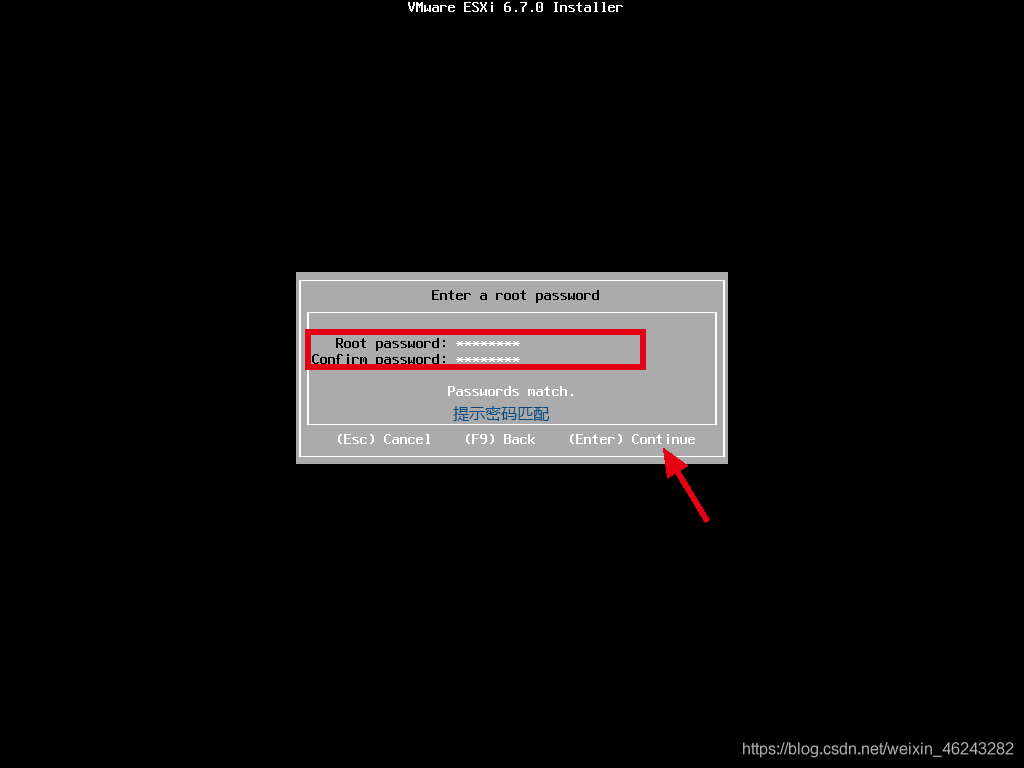 VMware ESXi 6.7.0 Installer
Enter a root password
Root password: ********
Confirm password: ********
Passwords match.
提示密码匹配
(Esc) Cancel (F9) Back (Enter) Continue
https://blog.csdn.net/weixin_46243282